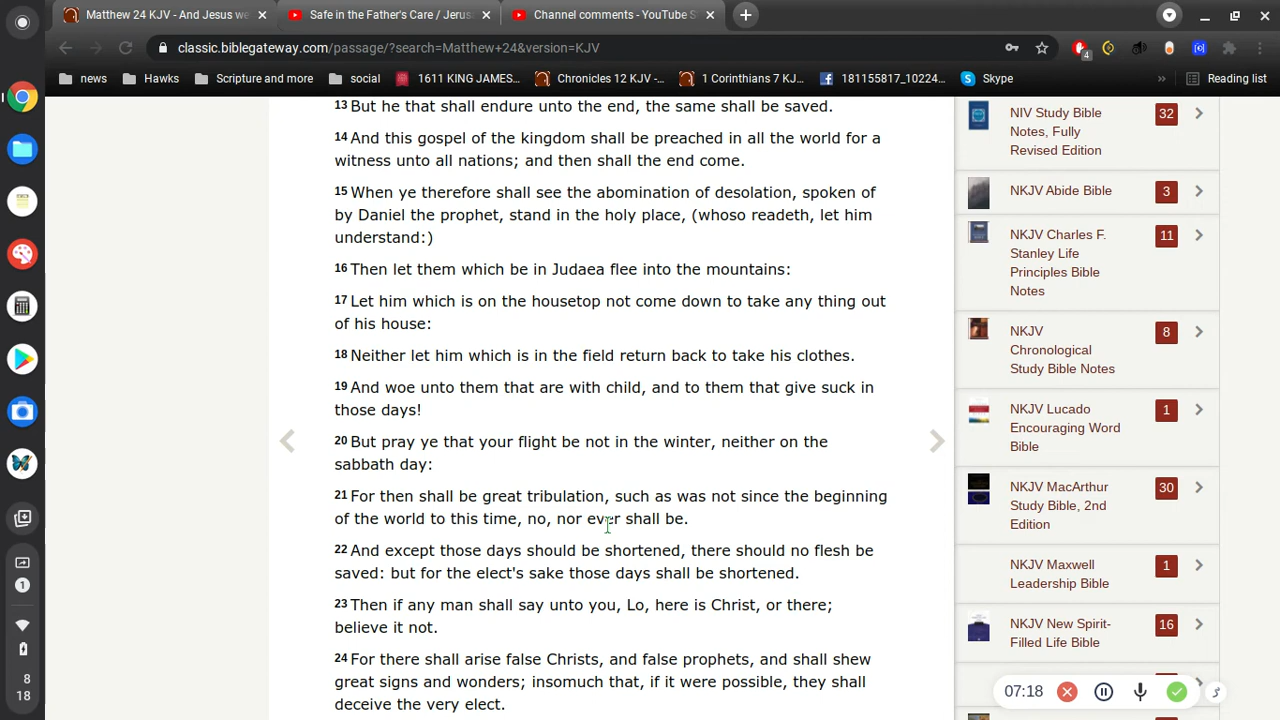 Matthew 24 KJV - And Jesus we
Safe in the Father's Care / Jerus
Channel comments - YouTube S
classic.biblegateway.com/passage/?search=Matthew+24&version=KJV
4
news
Hawks
Scripture and more
social
1611 KING JAMES...
Chronicles 12 KJV -...
1 Corinthians 7 KJ...
181155817_10224...
Skype
»
Reading list
13 But he that shall endure unto the end, the same shall be saved.
14 And this gospel of the kingdom shall be preached in all the world for a
witness unto all nations; and then shall the end come.
15 When ye therefore shall see the abomination of desolation, spoken of
by Daniel the prophet, stand in the holy place, (whoso readeth, let him
understand:)
16 Then let them which be in Judaea flee into the mountains:
17 Let him which is on the housetop not come down to take any thing out
of his house:
18 Neither let him which is in the field return back to take his clothes.
19 And woe unto them that are with child, and to them that give suck in
those days!
20 But pray ye that your flight be not in the winter, neither on the
sabbath day:
21 For then shall be great tribulation, such as was not since the beginning
of the world to this time, no, nor ever shall be.
22 And except those days should be shortened, there should no flesh be
saved: but for the elect's sake those days shall be shortened.
23 Then if any man shall say unto you, Lo, here is Christ, or there;
believe it not.
24 For there shall arise false Christs, and false prophets, and shall shew
great signs and wonders; insomuch that, if it were possible, they shall
deceive the very elect.
NIV Study Bible
Notes, Fully
Revised Edition
32
NKJV Abide Bible
3
NKJV Charles F.
Stanley Life
Principles Bible
Notes
11
NKJV
Chronological
Study Bible Notes
8
NKJV Lucado
Encouraging Word
Bible
1
NKJV MacArthur
Study Bible, 2nd
Edition
30
NKJV Maxwell
Leadership Bible
1
NKJV New Spirit-
Filled Life Bible
16
07:18
1
8
18